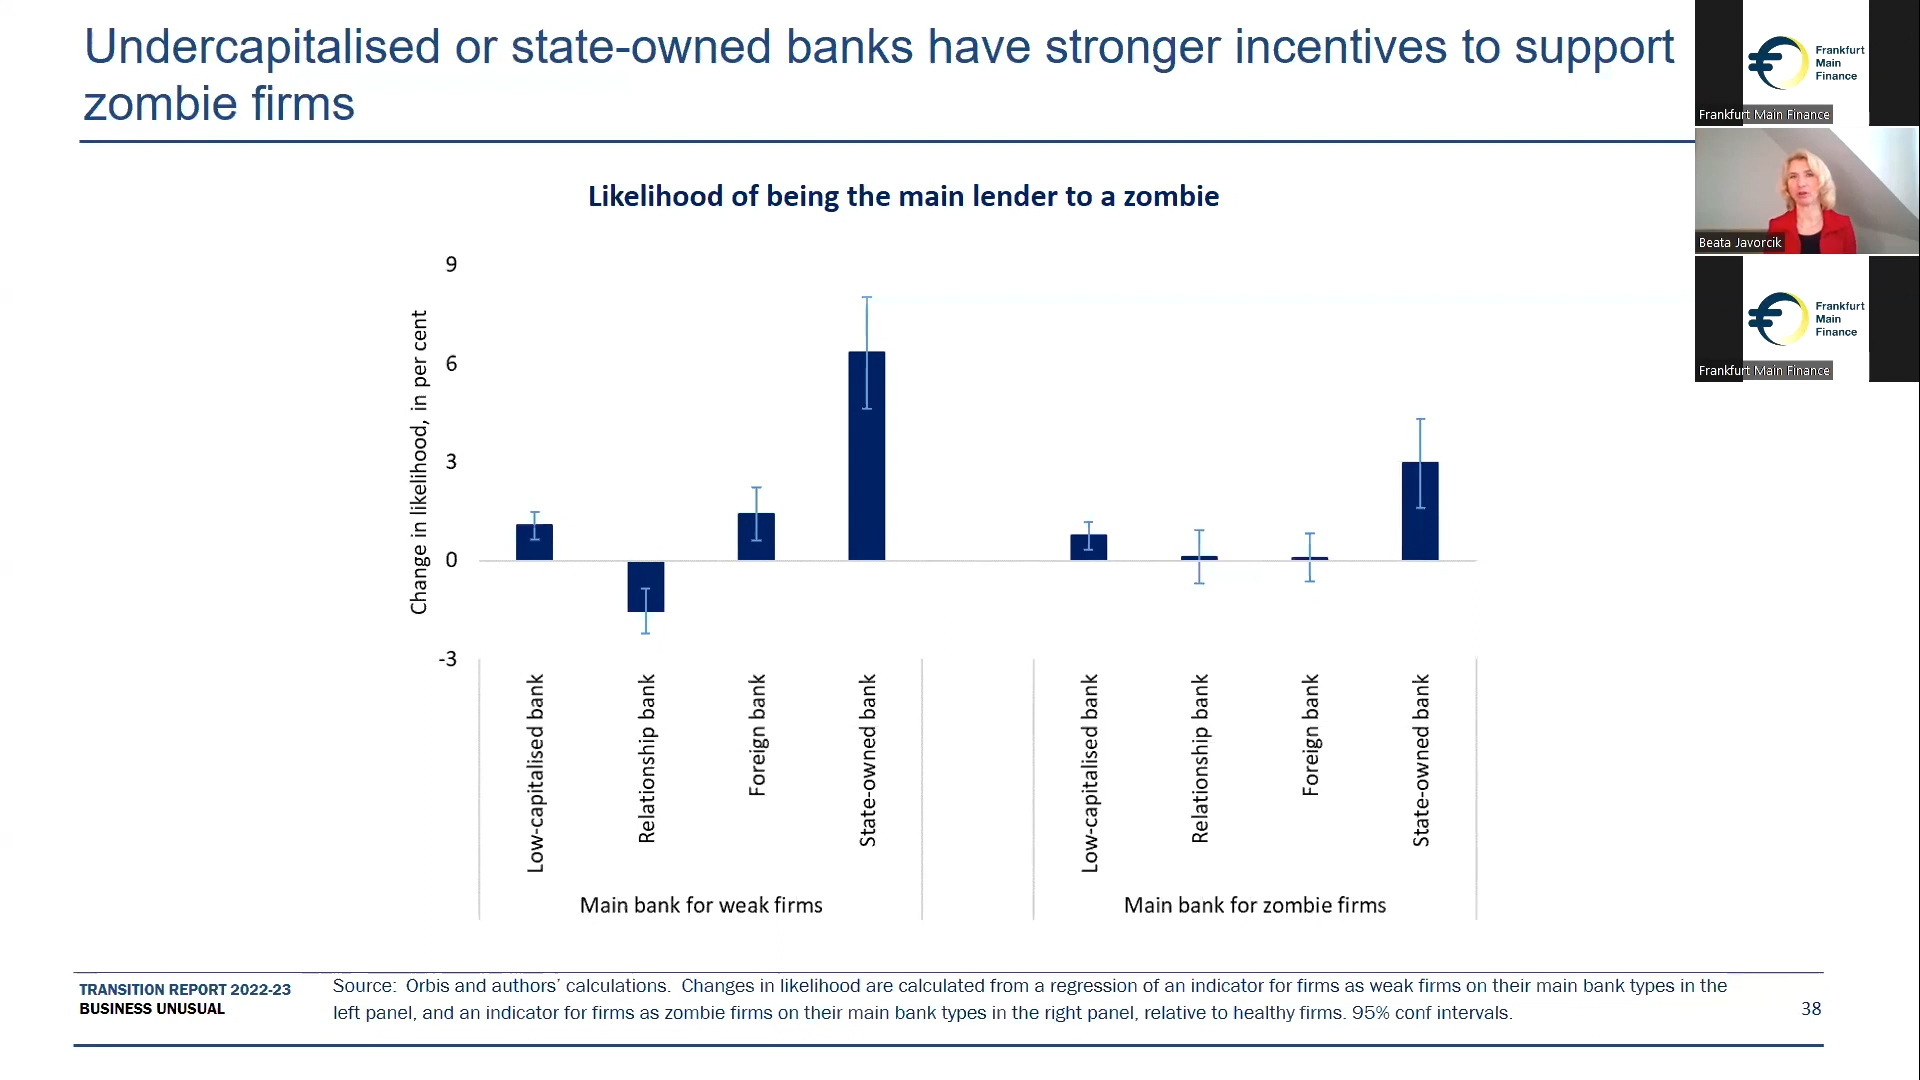 Undercapitalised or state-owned banks have stronger incentives to support
zombie firms
Likelihood of being the main lender to a zombie
Change in likelihood, in per cent
9
6
3
0
-3
Low-capitalised bank
Relationship bank
Foreign bank
State-owned bank
Low-capitalised bank
Relationship bank
Foreign bank
State-owned bank
Main bank for weak firms
Main bank for zombie firms
TRANSITION REPORT 2022-23
BUSINESS UNUSUAL
Source: Orbis and authors’ calculations. Changes in likelihood are calculated from a regression of an indicator for firms as weak firms on their main bank types in the
left panel, and an indicator for firms as zombie firms on their main bank types in the right panel, relative to healthy firms. 95% conf intervals.
38
Frankfurt
Main
Finance
Frankfurt Main Finance
Beata Javorcik
Frankfurt
Main
Finance
Frankfurt Main Finance